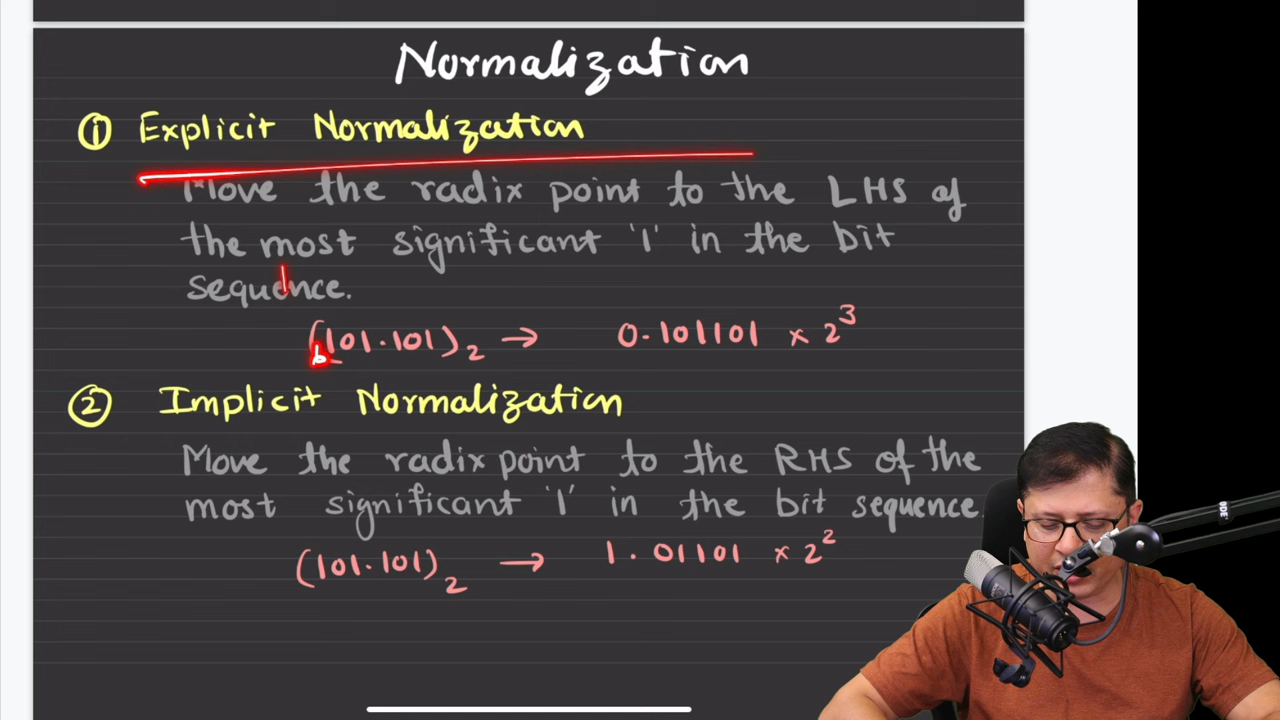 Normalization
① Explicit Normalization
Move the radix point to the LHS of
the most significant '1' in the bit
sequence.
(101.101)₂ → 0.101101 × 2³
② Implicit Normalization
Move the radix point to the RHS of the
most significant '1' in the bit sequence
(101.101)₂ → 1.01101 × 2²